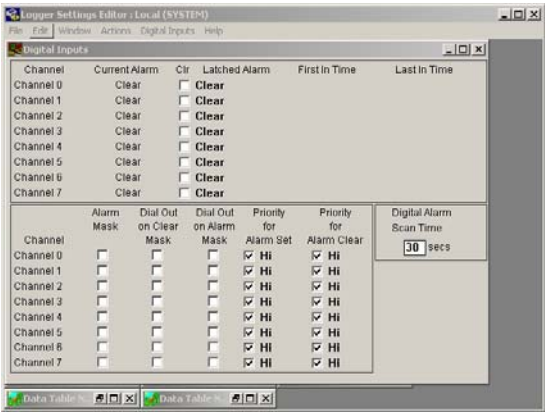 Logger Settings Editor : Local (SYSTEM)
File Edit Window Actions Digital Inputs Help
Digital Inputs
Channel Current Alarm Clr Latched Alarm First In Time Last In Time
Channel 0 Clear Clear
Channel 1 Clear Clear
Channel 2 Clear Clear
Channel 3 Clear Clear
Channel 4 Clear Clear
Channel 5 Clear Clear
Channel 6 Clear Clear
Channel 7 Clear Clear
Alarm Dial Out Dial Out Priority Priority Digital Alarm
Mask on Clear on Alarm for for Scan Time
Channel Mask Mask Alarm Set Alarm Clear 30 secs
Channel 0 Hi Hi
Channel 1 Hi Hi
Channel 2 Hi Hi
Channel 3 Hi Hi
Channel 4 Hi Hi
Channel 5 Hi Hi
Channel 6 Hi Hi
Channel 7 Hi Hi
Data Table Data Table